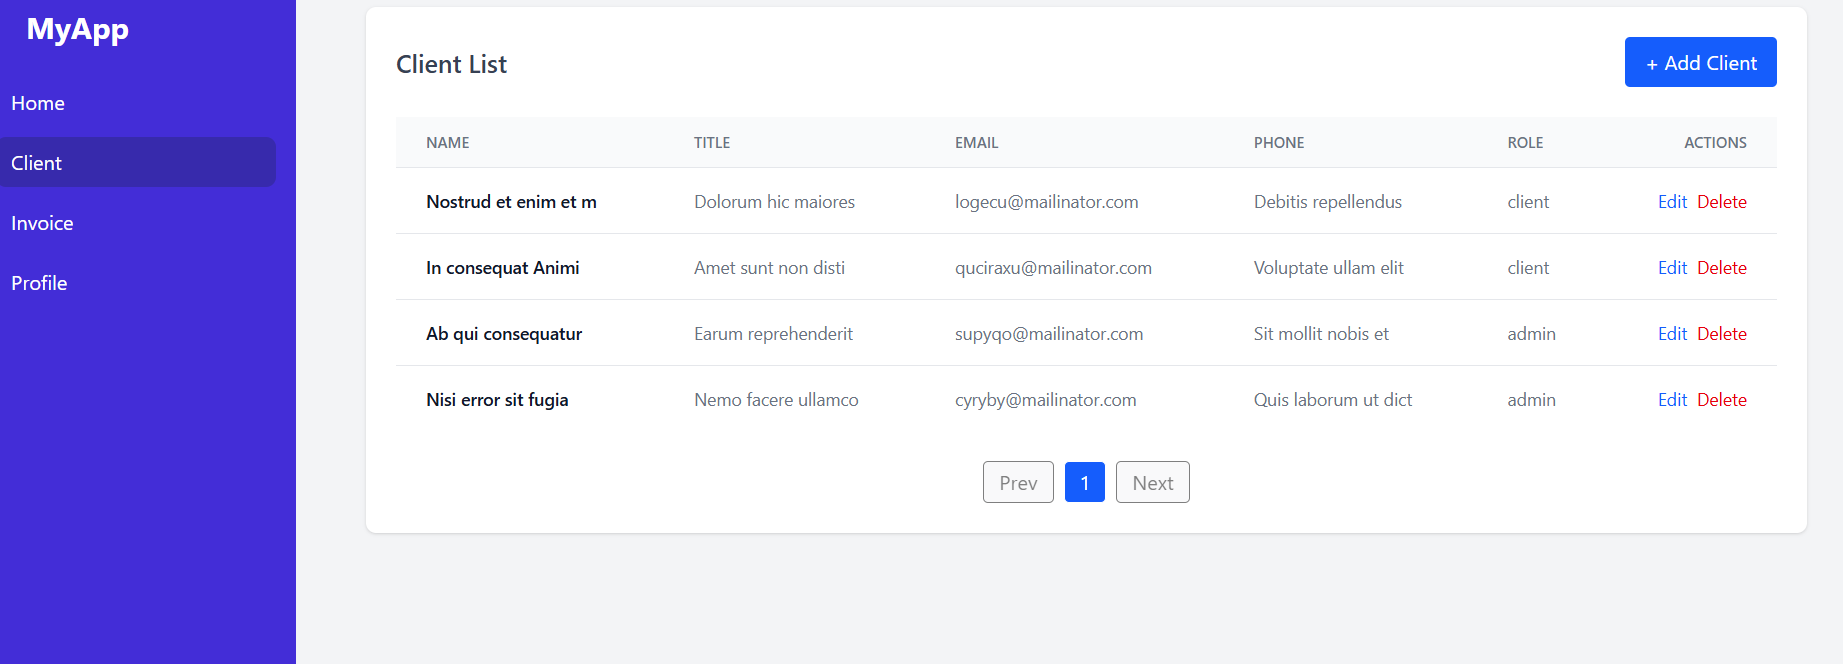 MyApp
Home
Client
Invoice
Profile
Client List
+ Add Client
NAME TITLE EMAIL PHONE ROLE ACTIONS
Nostrud et enim et m Dolorum hic maiores logecu@mailinator.com Debitis repellendus client Edit Delete
In consequat Animi Amet sunt non disti quciraxu@mailinator.com Voluptate ullam elit client Edit Delete
Ab qui consequatur Earum reprehenderit supyqo@mailinator.com Sit mollit nobis et admin Edit Delete
Nisi error sit fugia Nemo facere ullamco cyryby@mailinator.com Quis laborum ut dict admin Edit Delete
Prev 1 Next